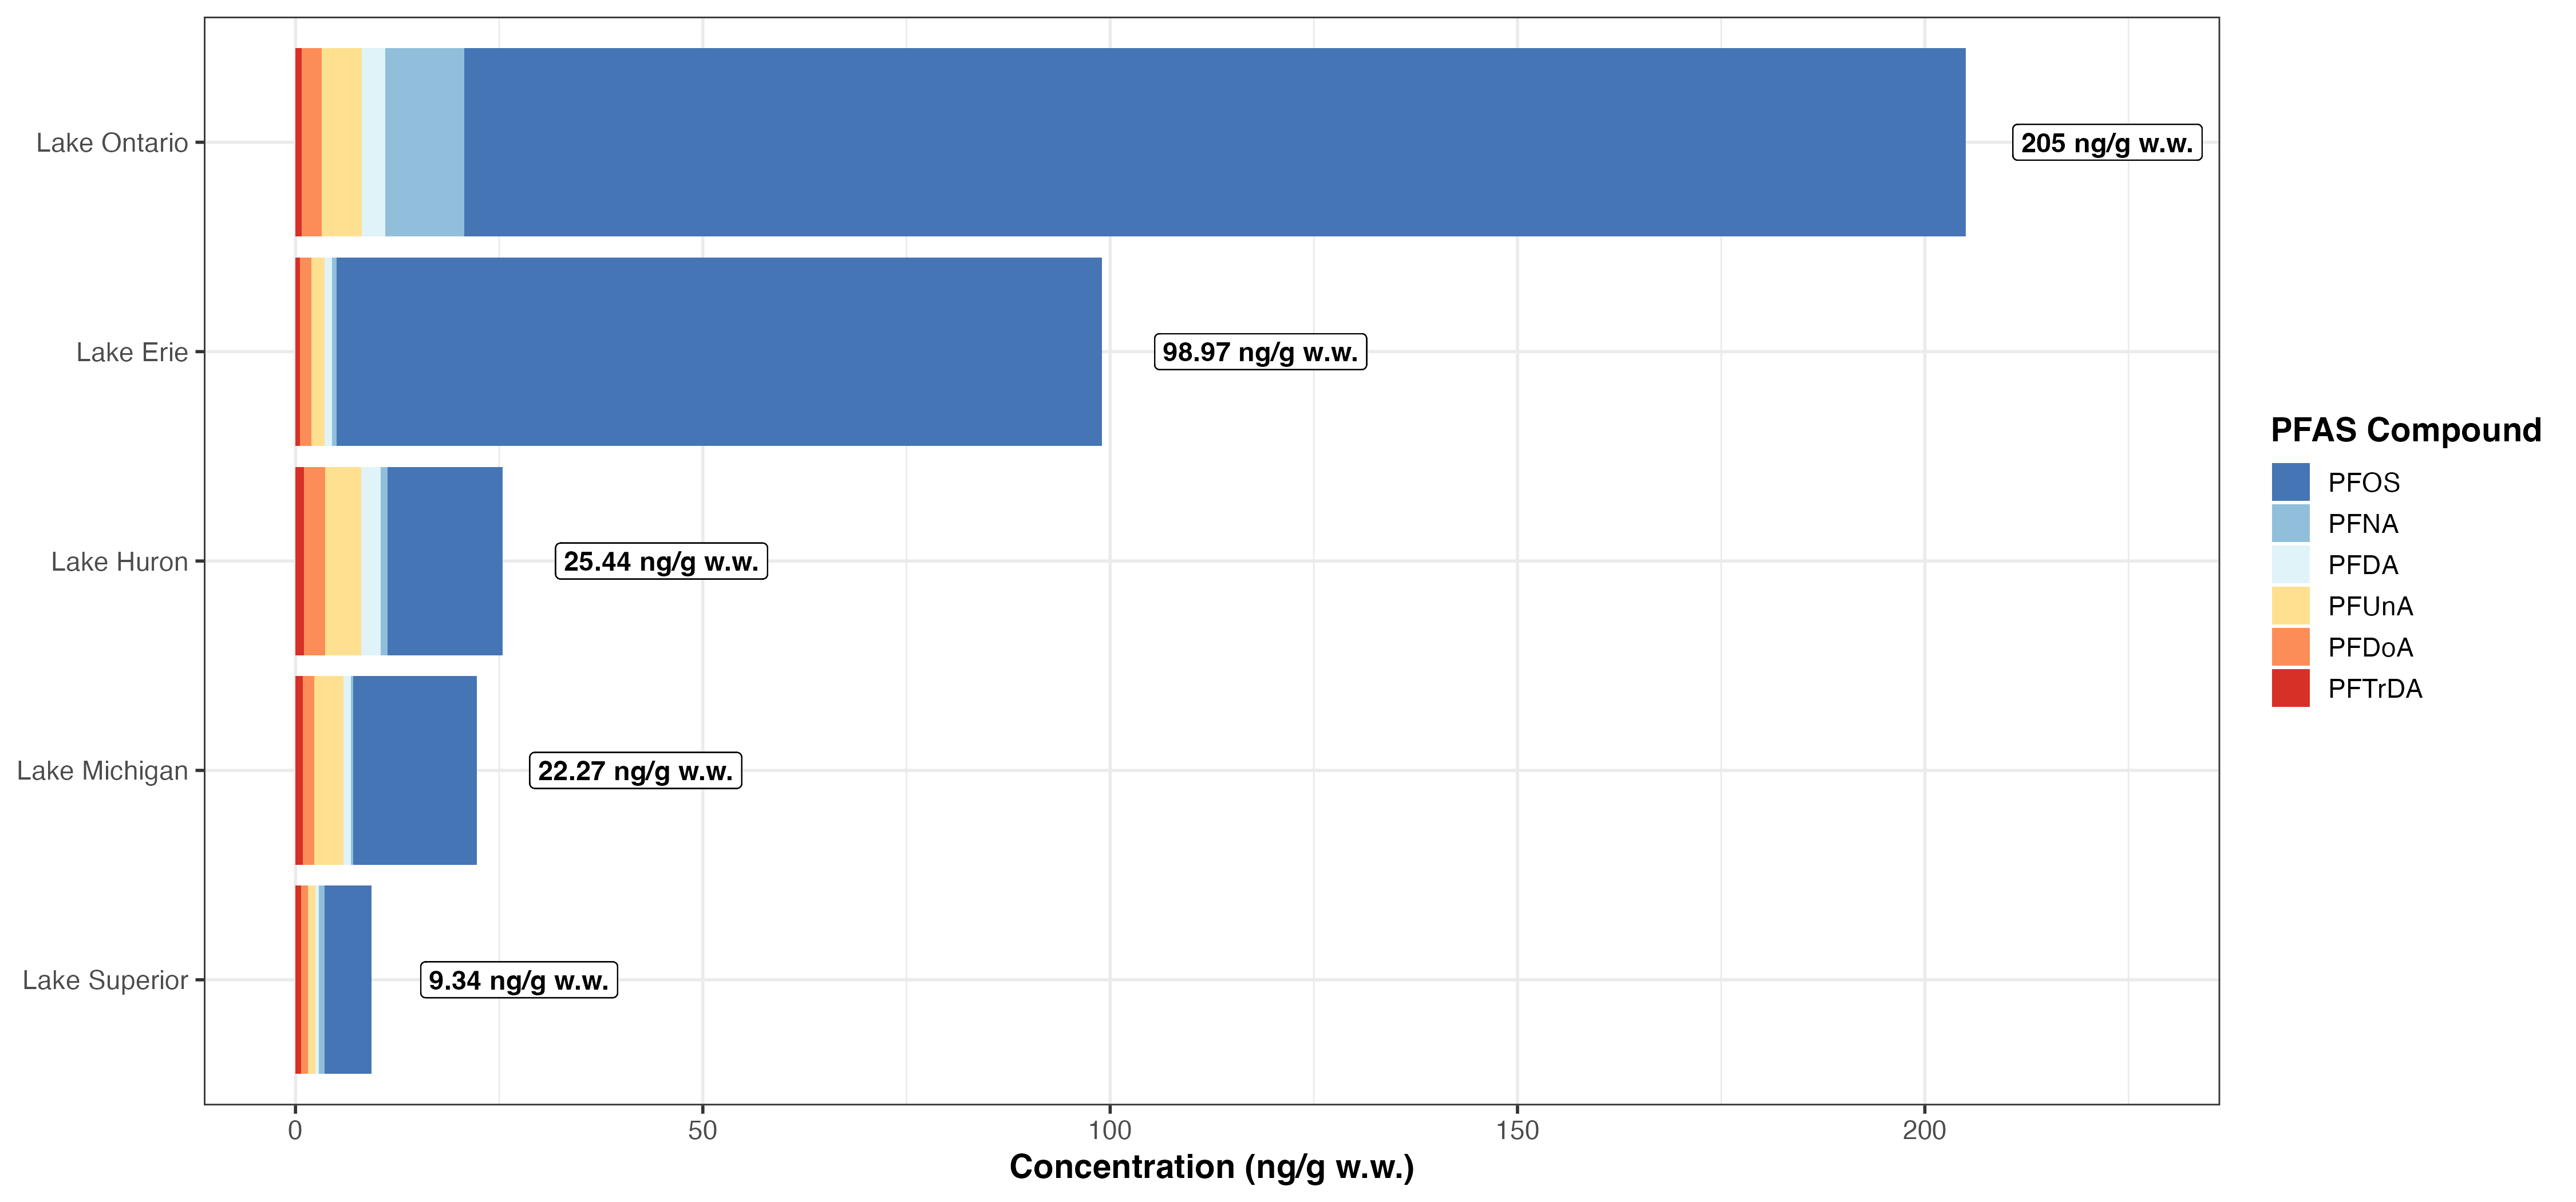 Lake Ontario
205 ng/g w.w.
Lake Erie
98.97 ng/g w.w.
Lake Huron
25.44 ng/g w.w.
Lake Michigan
22.27 ng/g w.w.
Lake Superior
9.34 ng/g w.w.
0 50 100 150 200
Concentration (ng/g w.w.)
PFAS Compound
PFOS
PFNA
PFDA
PFUnA
PFDoA
PFTrDA